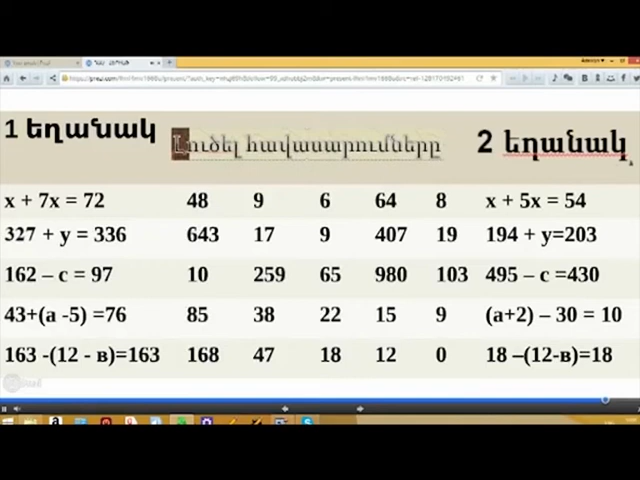 1 եղանակ
Լուծել հավասարումները
2 եղանակ
x + 7x = 72 48 9 6 64 8 x + 5x = 54
327 + y = 336 643 17 9 407 19 194 + y=203
162 – c = 97 10 259 65 980 103 495 – c =430
43+(a -5) =76 85 38 22 15 9 (a+2) – 30 = 10
163 -(12 - в)=163 168 47 18 12 0 18 –(12-в)=18